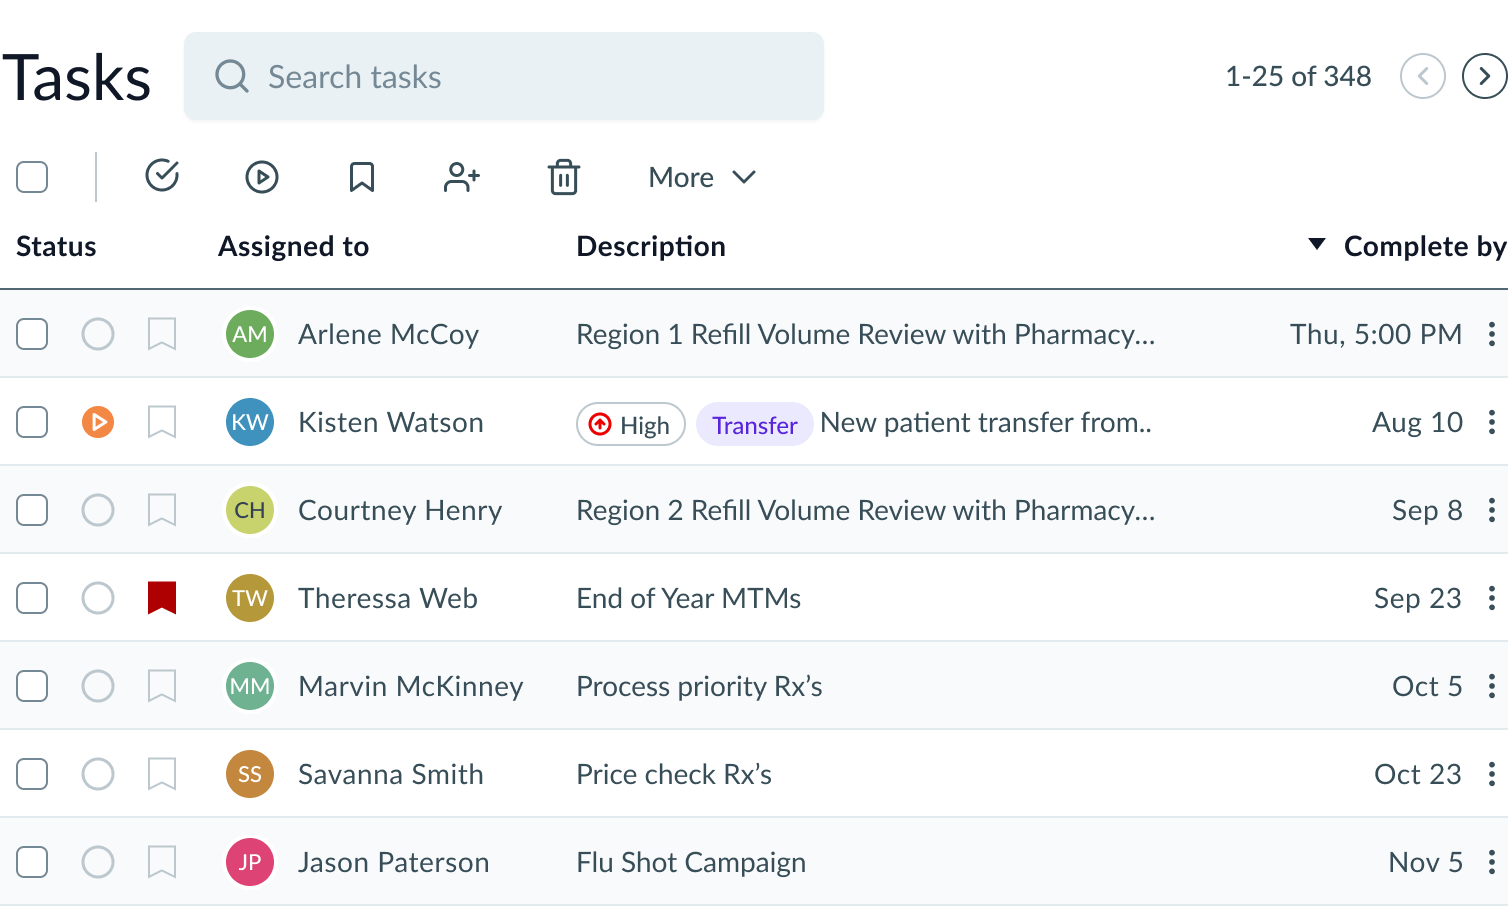 Tasks
Search tasks
1-25 of 348
More
Status Assigned to Description Complete by
AM Arlene McCoy Region 1 Refill Volume Review with Pharmacy... Thu, 5:00 PM
KW Kisten Watson High Transfer New patient transfer from.. Aug 10
CH Courtney Henry Region 2 Refill Volume Review with Pharmacy... Sep 8
TW Theressa Web End of Year MTMs Sep 23
MM Marvin McKinney Process priority Rx’s Oct 5
SS Savanna Smith Price check Rx’s Oct 23
JP Jason Paterson Flu Shot Campaign Nov 5